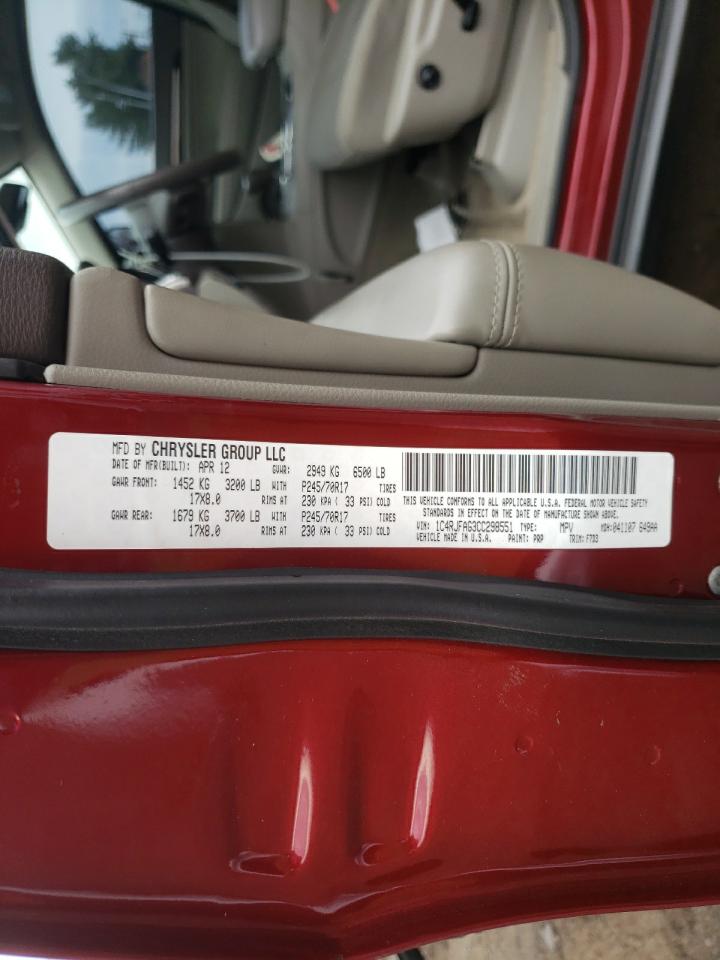 MFD BY CHRYSLER GROUP LLC
DATE OF MFR(BUILT): APR 12 GVWR: 2949 KG 6500 LB
GAWR FRONT: 1452 KG 3200 LB WITH P245/70R17 TIRES
17X8.0 RIMS AT 230 KPA ( 33 PSI) COLD
GAWR REAR: 1679 KG 3700 LB WITH P245/70R17 TIRES
17X8.0 RIMS AT 230 KPA ( 33 PSI) COLD
THIS VEHICLE CONFORMS TO ALL APPLICABLE U.S.A. FEDERAL MOTOR VEHICLE SAFETY
STANDARDS IN EFFECT ON THE DATE OF MANUFACTURE SHOWN ABOVE.
VIN: 1C4RJFAG3CC298551 TYPE: MPV MDH:041107 649AA
VEHICLE MADE IN U.S.A. PAINT: PRP TRIM: F7D3